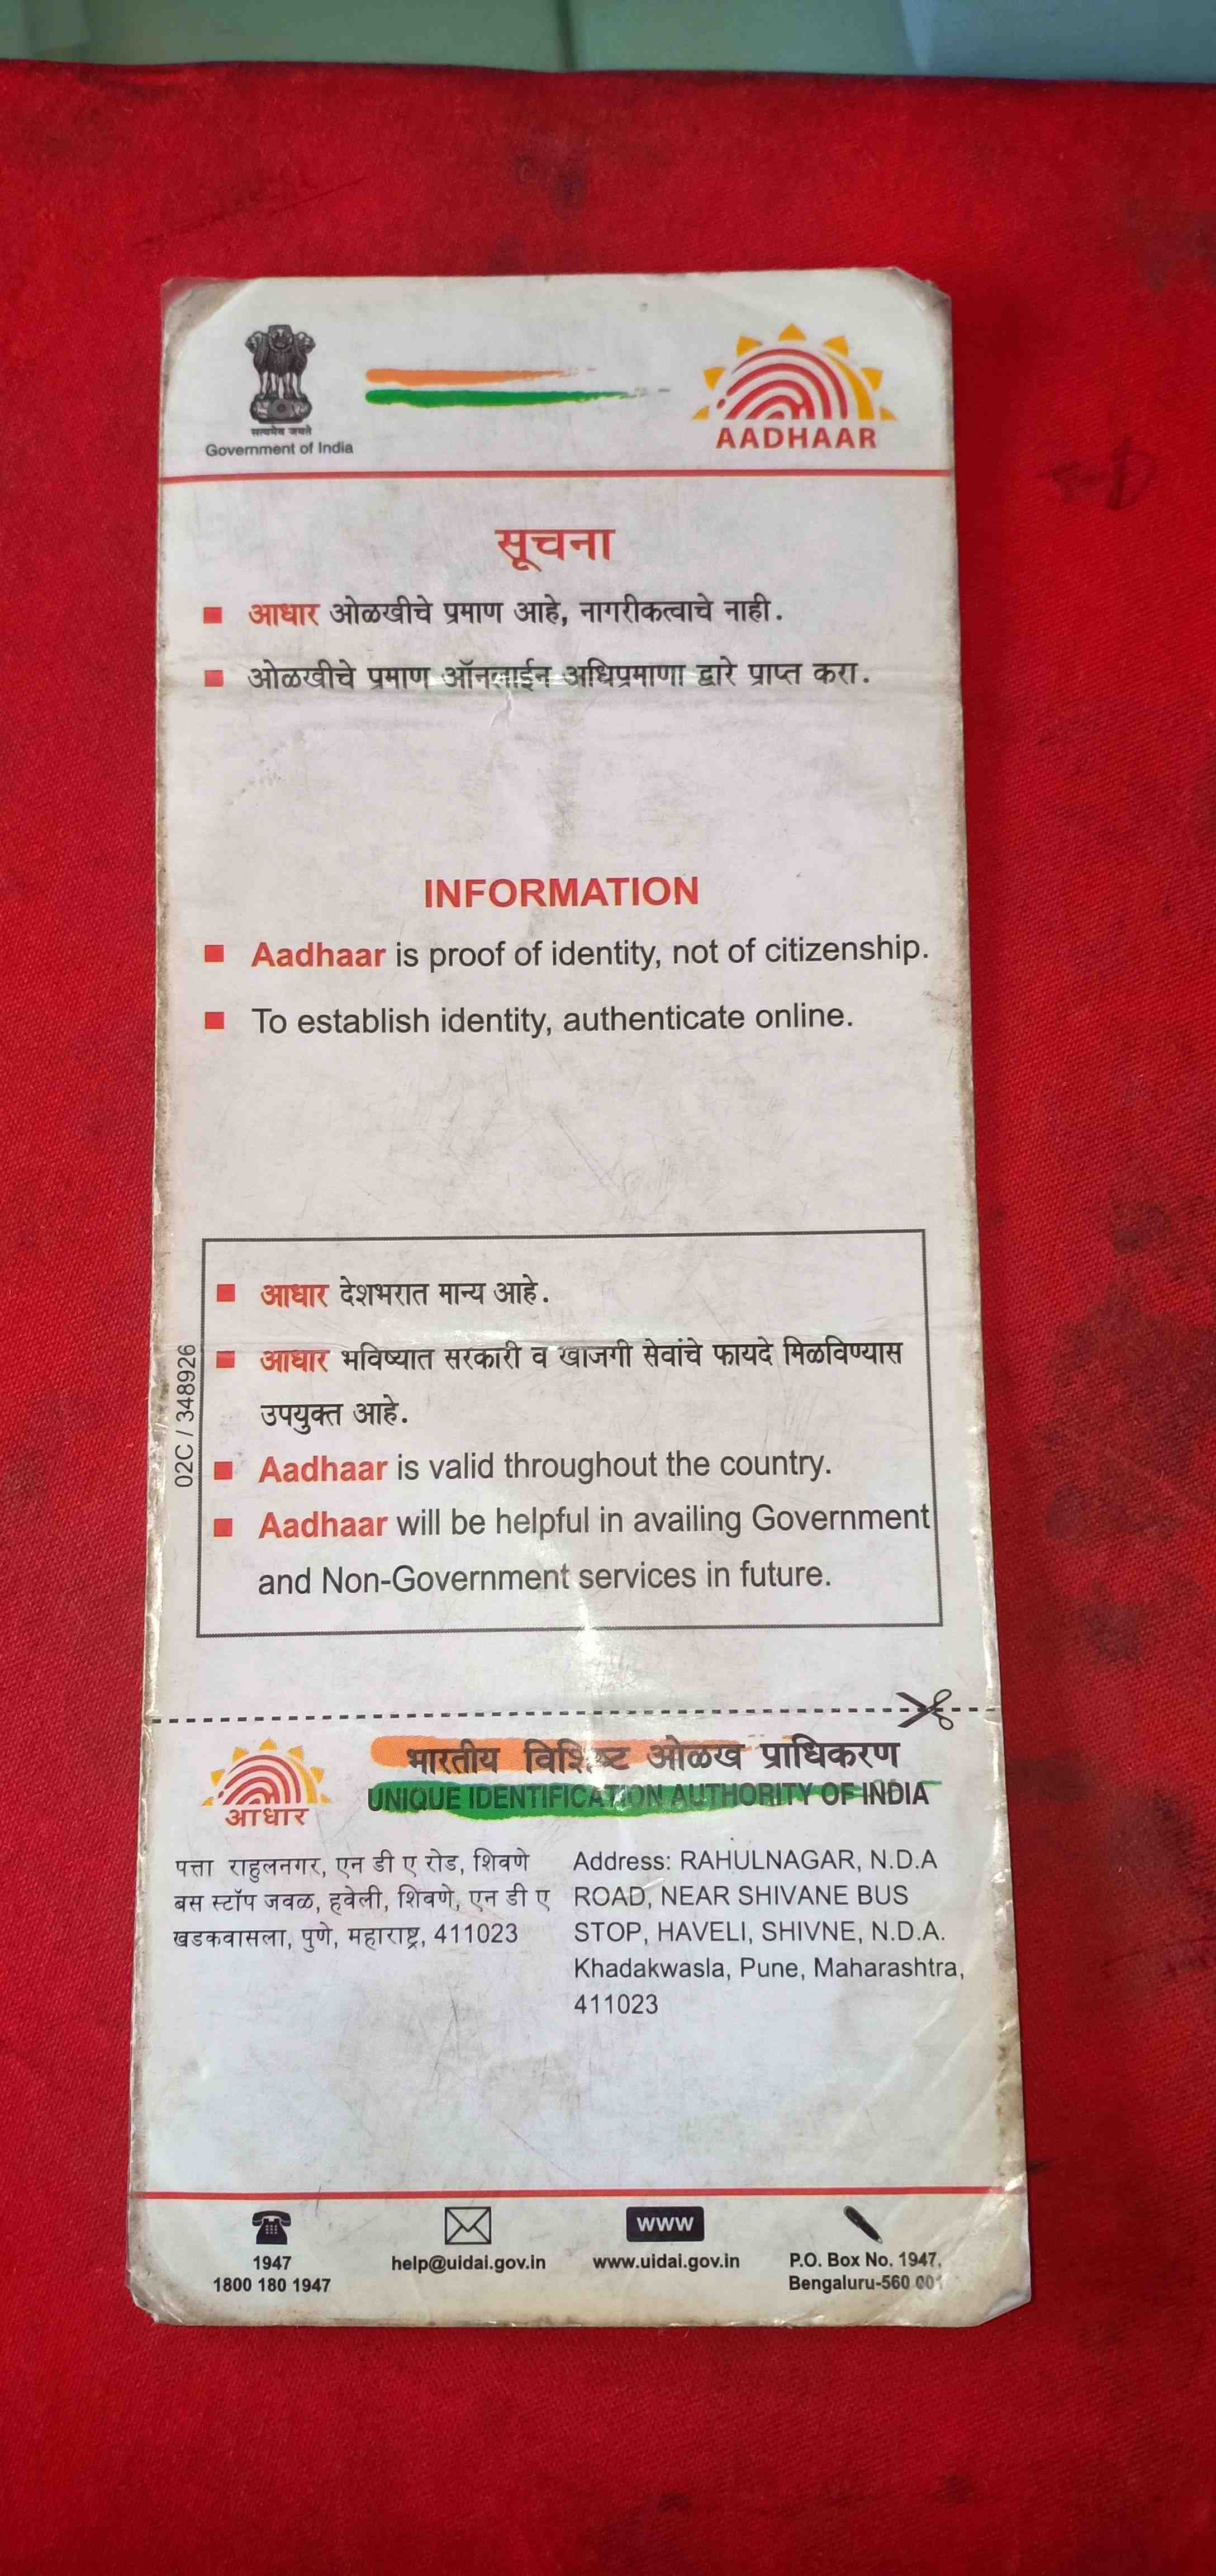 सत्यमेव जयते
Government of India
AADHAAR
सूचना
आधार ओळखीचे प्रमाण आहे, नागरीकत्वाचे नाही.
ओळखीचे प्रमाण ऑनलाईन अधिप्रमाणा द्वारे प्राप्त करा.
INFORMATION
Aadhaar is proof of identity, not of citizenship.
To establish identity, authenticate online.
02C / 348926
आधार देशभरात मान्य आहे.
आधार भविष्यात सरकारी व खाजगी सेवांचे फायदे मिळविण्यास
उपयुक्त आहे.
Aadhaar is valid throughout the country.
Aadhaar will be helpful in availing Government
and Non-Government services in future.
आधार
भारतीय विशिष्ट ओळख प्राधिकरण
UNIQUE IDENTIFICATION AUTHORITY OF INDIA
पत्ता राहुलनगर, एन डी ए रोड, शिवणे
बस स्टॉप जवळ, हवेली, शिवणे, एन डी ए
खडकवासला, पुणे, महाराष्ट्र, 411023
Address: RAHULNAGAR, N.D.A
ROAD, NEAR SHIVANE BUS
STOP, HAVELI, SHIVNE, N.D.A.
Khadakwasla, Pune, Maharashtra,
411023
1947
1800 180 1947
help@uidai.gov.in
www
www.uidai.gov.in
P.O. Box No. 1947,
Bengaluru-560 001